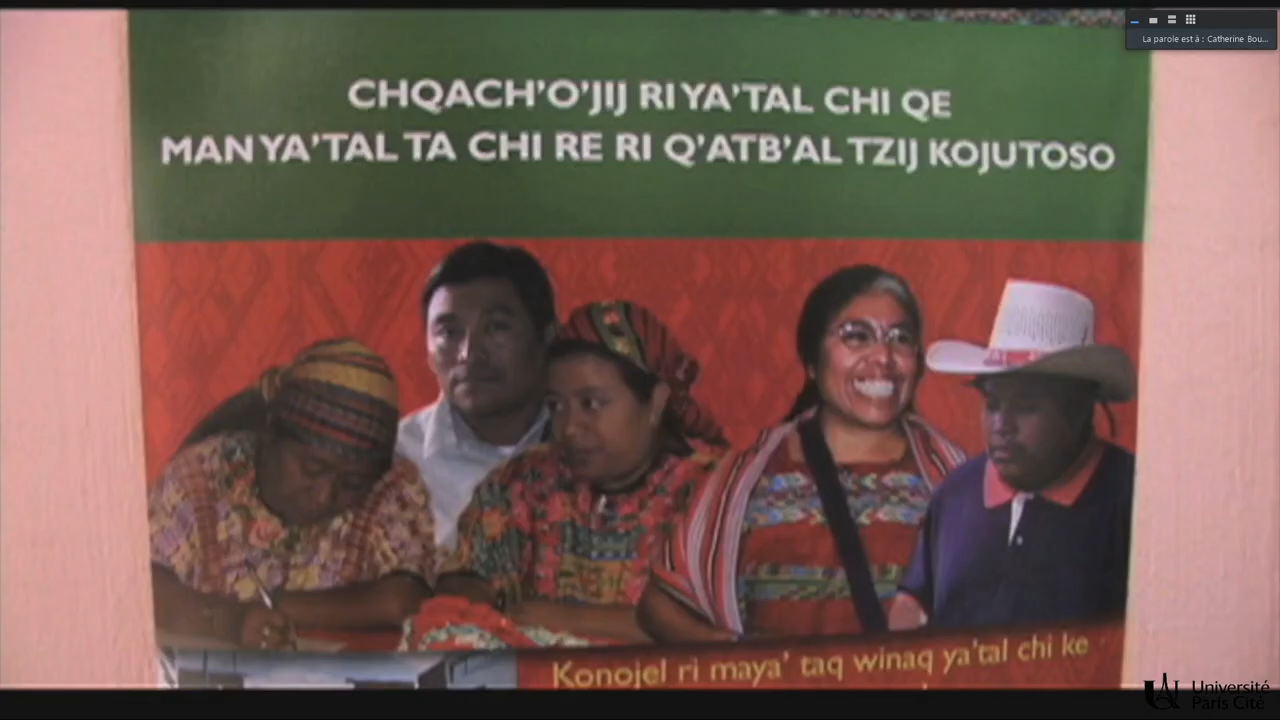 La parole est à : Catherine Bou...
CHQACH'O'JIJ RI YA'TAL CHI QE
MAN YA'TAL TA CHI RE RI Q'ATB'AL TZIJ KOJUTOSO
Konojel ri maya' taq winaq ya'tal chi ke
Université
Paris Cité